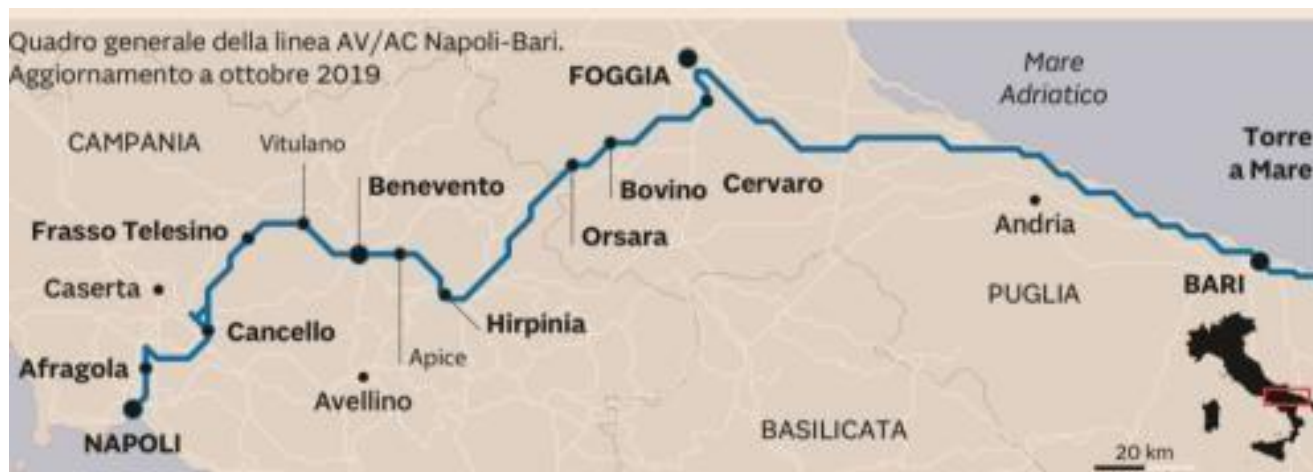 Quadro generale della linea AV/AC Napoli-Bari.
Aggiornamento a ottobre 2019
FOGGIA
Mare
Adriatico
CAMPANIA
Vitulano
Torre
a Mare
Benevento
Bovino
Cervaro
Frasso Telesino
Orsara
Andria
Caserta
PUGLIA
BARI
Hirpinia
Cancello
Apice
Afragola
Avellino
NAPOLI
BASILICATA
20 km